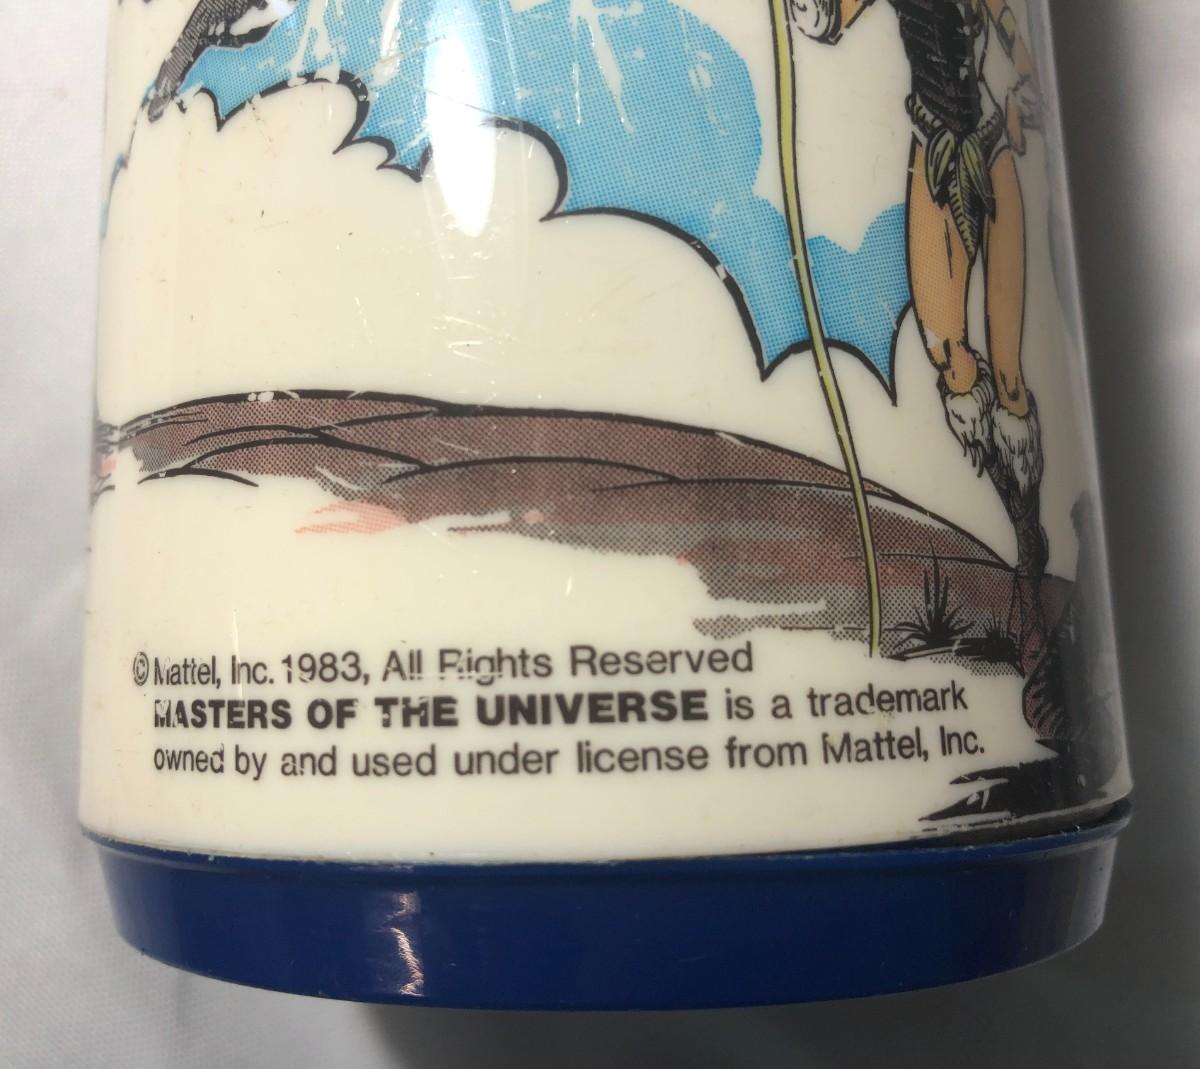 © Mattel, Inc. 1983, All Rights Reserved
MASTERS OF THE UNIVERSE is a trademark
owned by and used under license from Mattel, Inc.